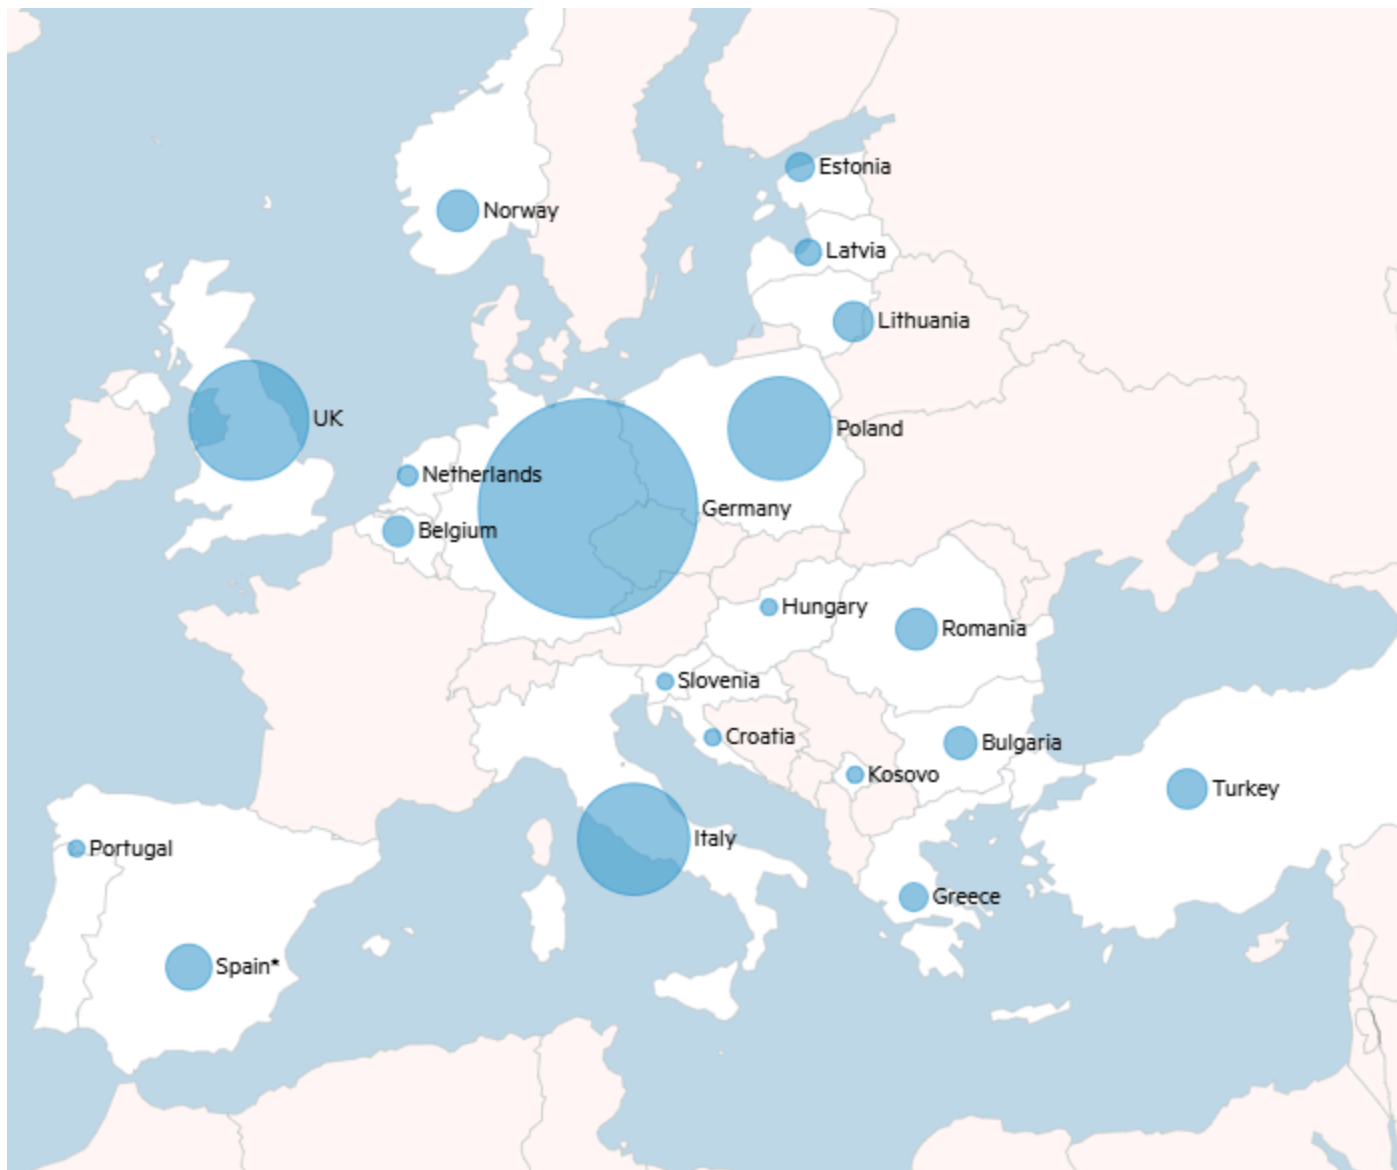 Estonia
Norway
Latvia
Lithuania
UK
Poland
Netherlands
Germany
Belgium
Hungary
Romania
Slovenia
Croatia
Bulgaria
Kosovo
Turkey
Italy
Portugal
Greece
Spain*